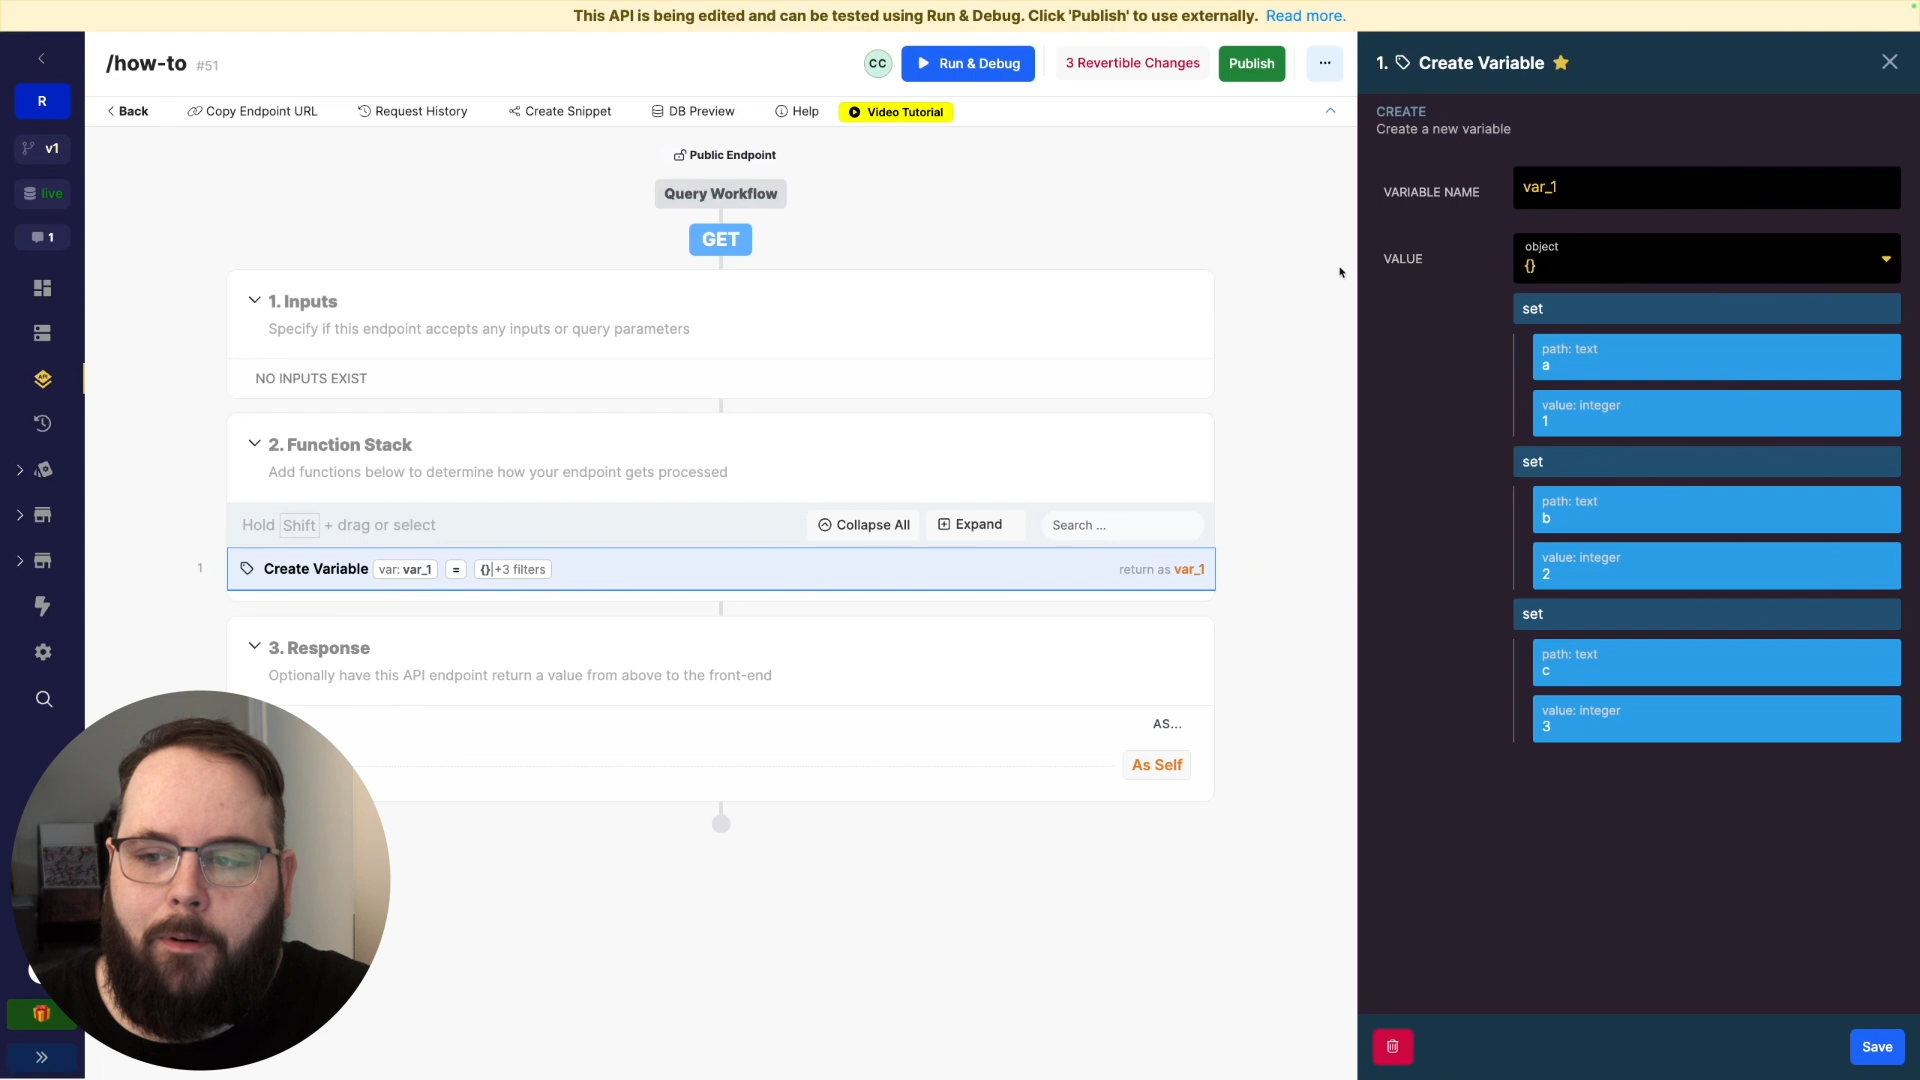 This API is being edited and can be tested using Run & Debug. Click 'Publish' to use externally. Read more.
/how-to #51
CC
Run & Debug
3 Revertible Changes
Publish
...
Back
Copy Endpoint URL
Request History
Create Snippet
DB Preview
Help
Video Tutorial
R
v1
live
1
API
Public Endpoint
Query Workflow
GET
1. Inputs
Specify if this endpoint accepts any inputs or query parameters
NO INPUTS EXIST
2. Function Stack
Add functions below to determine how your endpoint gets processed
Hold Shift + drag or select
Collapse All
Expand
Search ...
1
Create Variable var: var_1 = {}|+3 filters
return as var_1
3. Response
Optionally have this API endpoint return a value from above to the front-end
AS...
As Self
1. Create Variable
CREATE
Create a new variable
VARIABLE NAME
var_1
VALUE
object
{}
set
path: text
a
value: integer
1
set
path: text
b
value: integer
2
set
path: text
c
value: integer
3
Save